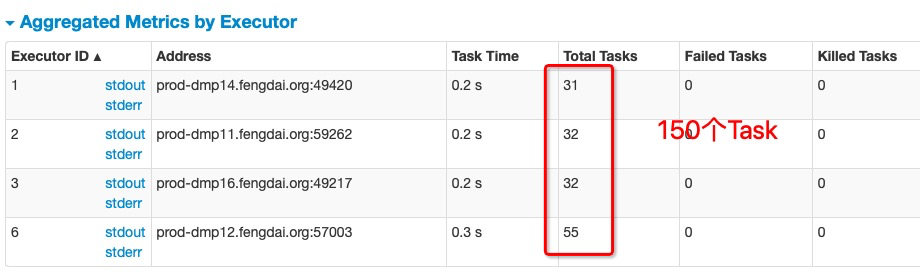 Aggregated Metrics by Executor
Executor ID ▲ Address Task Time Total Tasks Failed Tasks Killed Tasks
1 stdout prod-dmp14.fengdai.org:49420 0.2 s 31 0 0
stderr
2 stdout prod-dmp11.fengdai.org:59262 0.2 s 32 0 0
stderr
150个Task
3 stdout prod-dmp16.fengdai.org:49217 0.2 s 32 0 0
stderr
6 stdout prod-dmp12.fengdai.org:57003 0.3 s 55 0 0
stderr